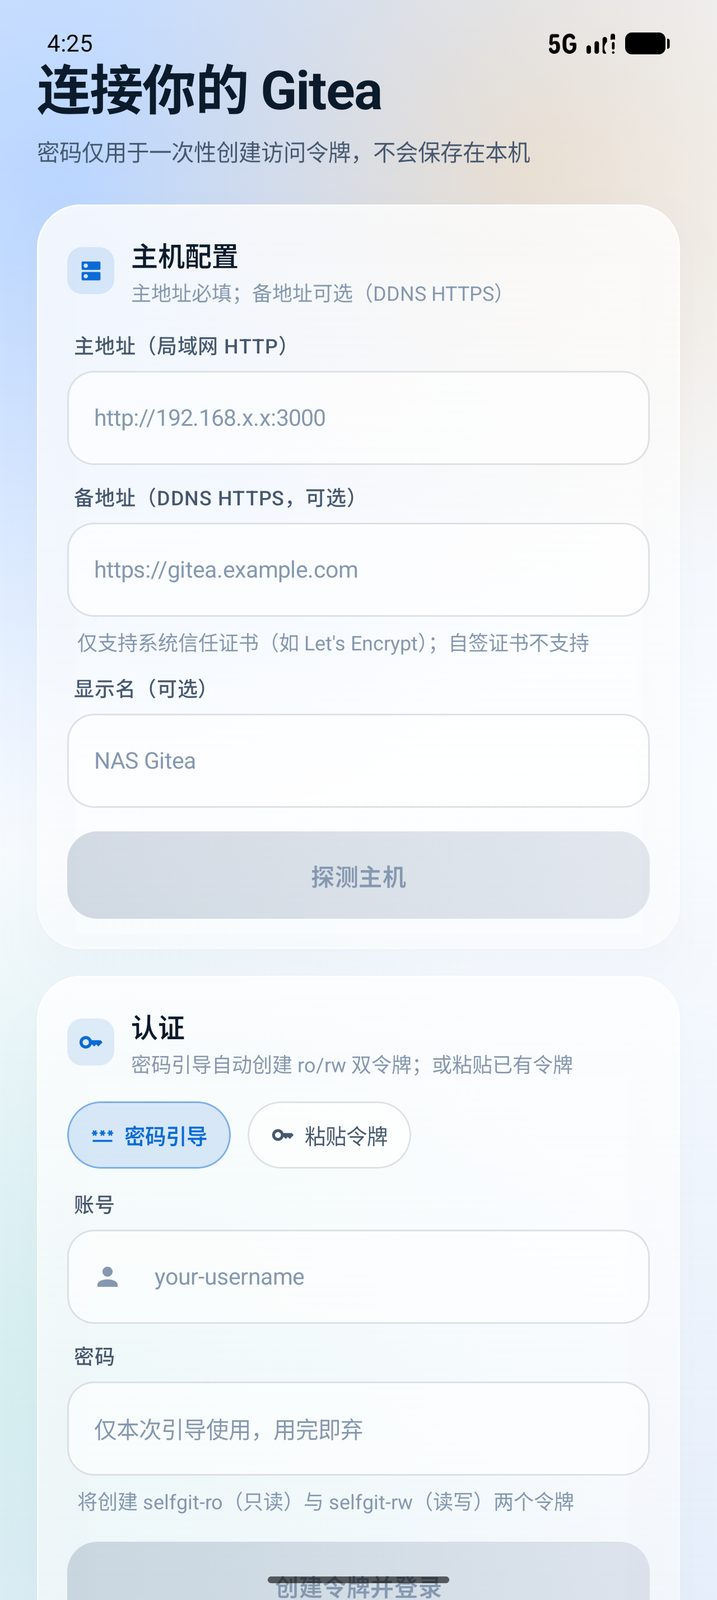 4:25
5G
连接你的 Gitea
密码仅用于一次性创建访问令牌，不会保存在本机
主机配置
主地址必填；备地址可选（DDNS HTTPS）
主地址（局域网 HTTP）
http://192.168.x.x:3000
备地址（DDNS HTTPS，可选）
https://gitea.example.com
仅支持系统信任证书（如 Let's Encrypt）；自签证书不支持
显示名（可选）
NAS Gitea
探测主机
认证
密码引导自动创建 ro/rw 双令牌；或粘贴已有令牌
密码引导
粘贴令牌
账号
your-username
密码
仅本次引导使用，用完即弃
将创建 selfgit-ro（只读）与 selfgit-rw（读写）两个令牌
创建令牌并登录